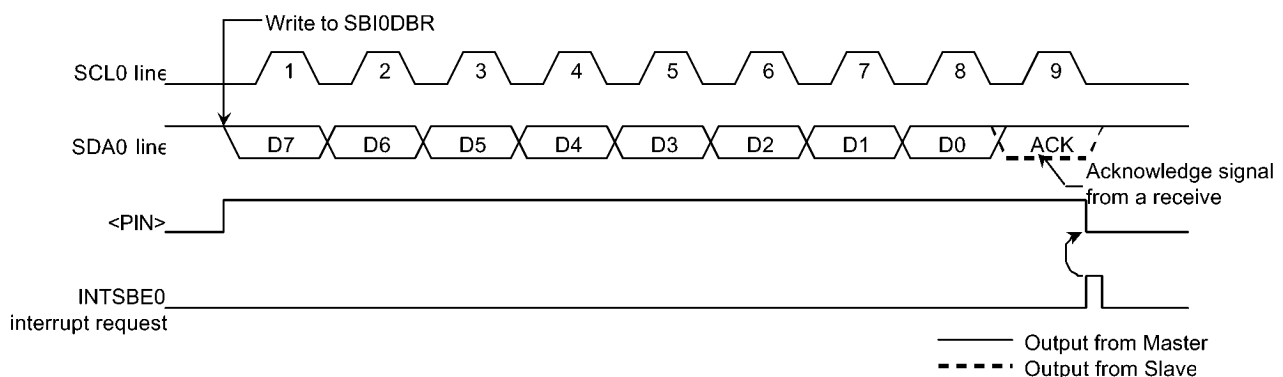 Write to SBI0DBR
SCL0 line 1 2 3 4 5 6 7 8 9
SDA0 line D7 D6 D5 D4 D3 D2 D1 D0 ACK
Acknowledge signal
from a receive
<PIN>
INTSBE0
interrupt request
Output from Master
Output from Slave